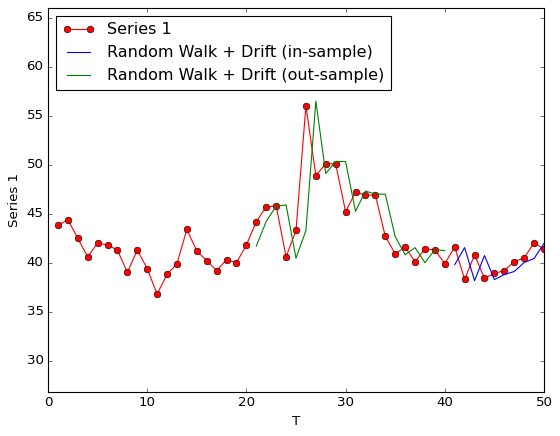 Series 1
Random Walk + Drift (in-sample)
Random Walk + Drift (out-sample)
65
60
55
50
45
40
35
30
Series 1
0 10 20 30 40 50
T